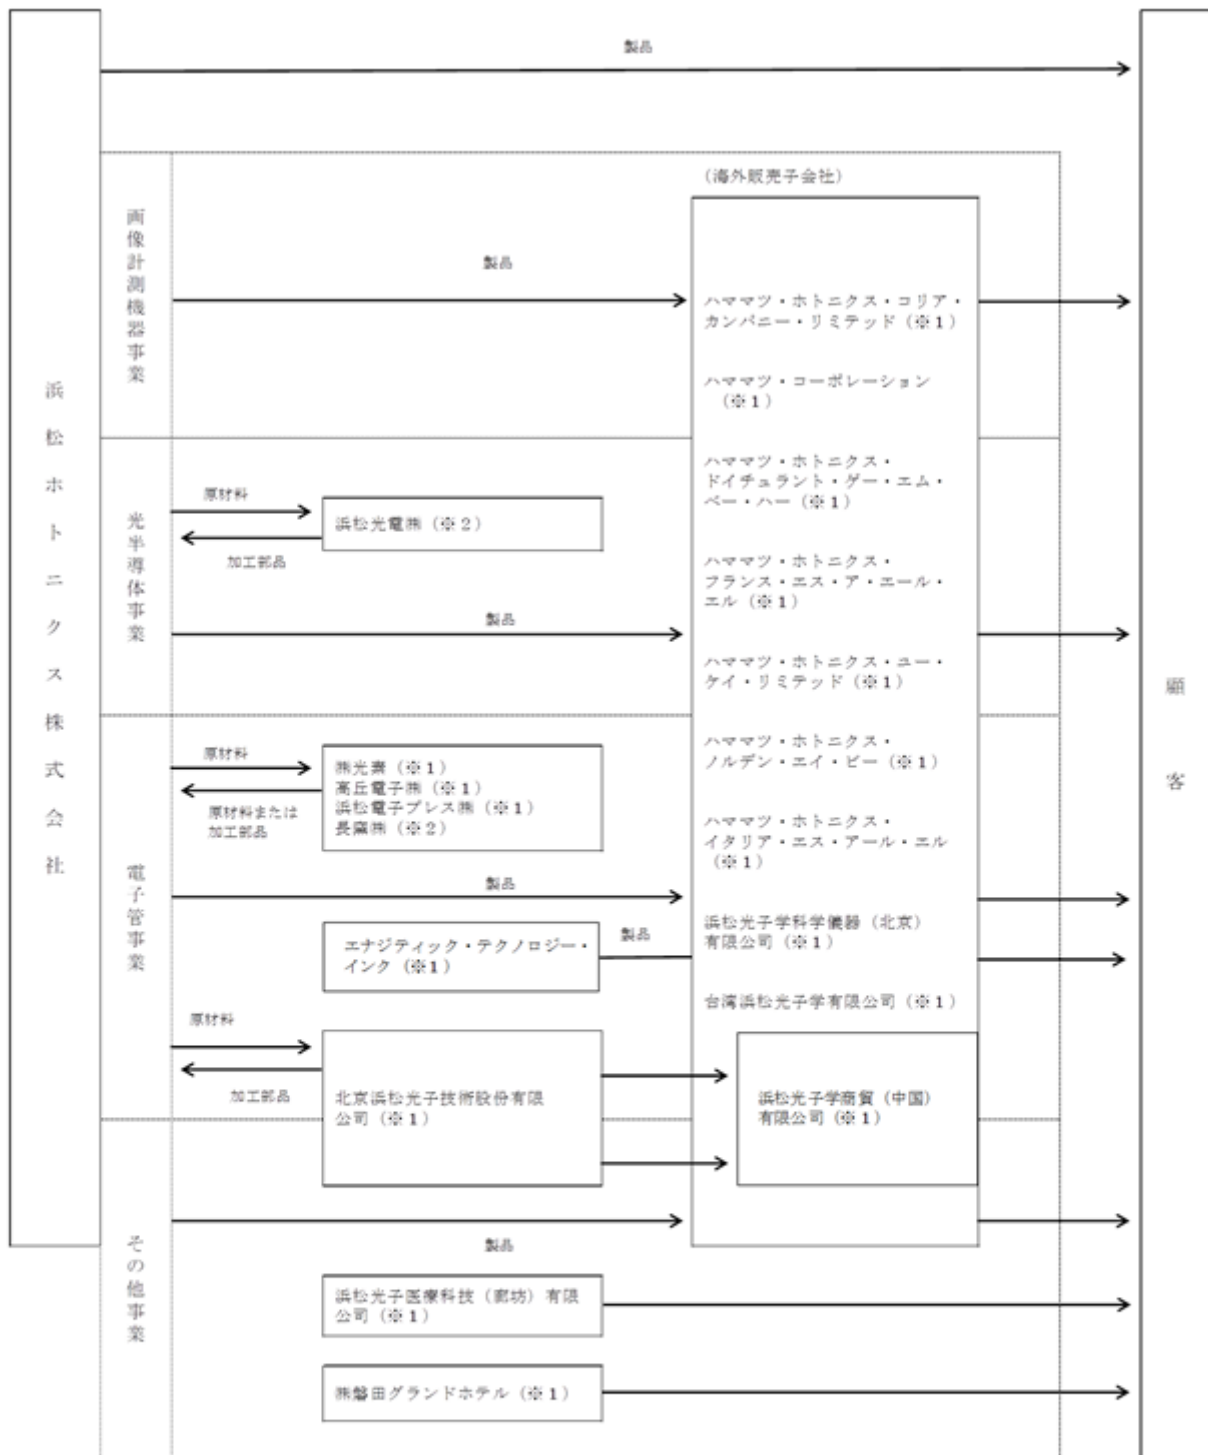 製品
浜松ホトニクス株式会社
顧客
画像計測機器事業
製品
(海外販売子会社)
ハママツ・ホトニクス・コリア・
カンパニー・リミテッド(※1)
ハママツ・コーポレーション
(※1)
ハママツ・ホトニクス・
ドイチュラント・ゲー・エム・
ベー・ハー(※1)
ハママツ・ホトニクス・
フランス・エス・ア・エール・
エル(※1)
ハママツ・ホトニクス・ユー・
ケイ・リミテッド(※1)
ハママツ・ホトニクス・
ノルデン・エイ・ビー(※1)
ハママツ・ホトニクス・
イタリア・エス・アール・エル
(※1)
浜松光子学科学儀器(北京)
有限公司(※1)
台湾浜松光子学有限公司(※1)
浜松光子学商貿(中国)
有限公司(※1)
光半導体事業
原材料
浜松光電㈱(※2)
加工部品
製品
電子管事業
原材料
㈱光素(※1)
高丘電子㈱(※1)
浜松電子プレス㈱(※1)
長窯㈱(※2)
原材料または
加工部品
製品
エナジティック・テクノロジー・
インク(※1)
製品
原材料
加工部品
北京浜松光子技術股份有限
公司(※1)
その他事業
製品
浜松光子医療科技(廊坊)有限
公司(※1)
㈱磐田グランドホテル(※1)